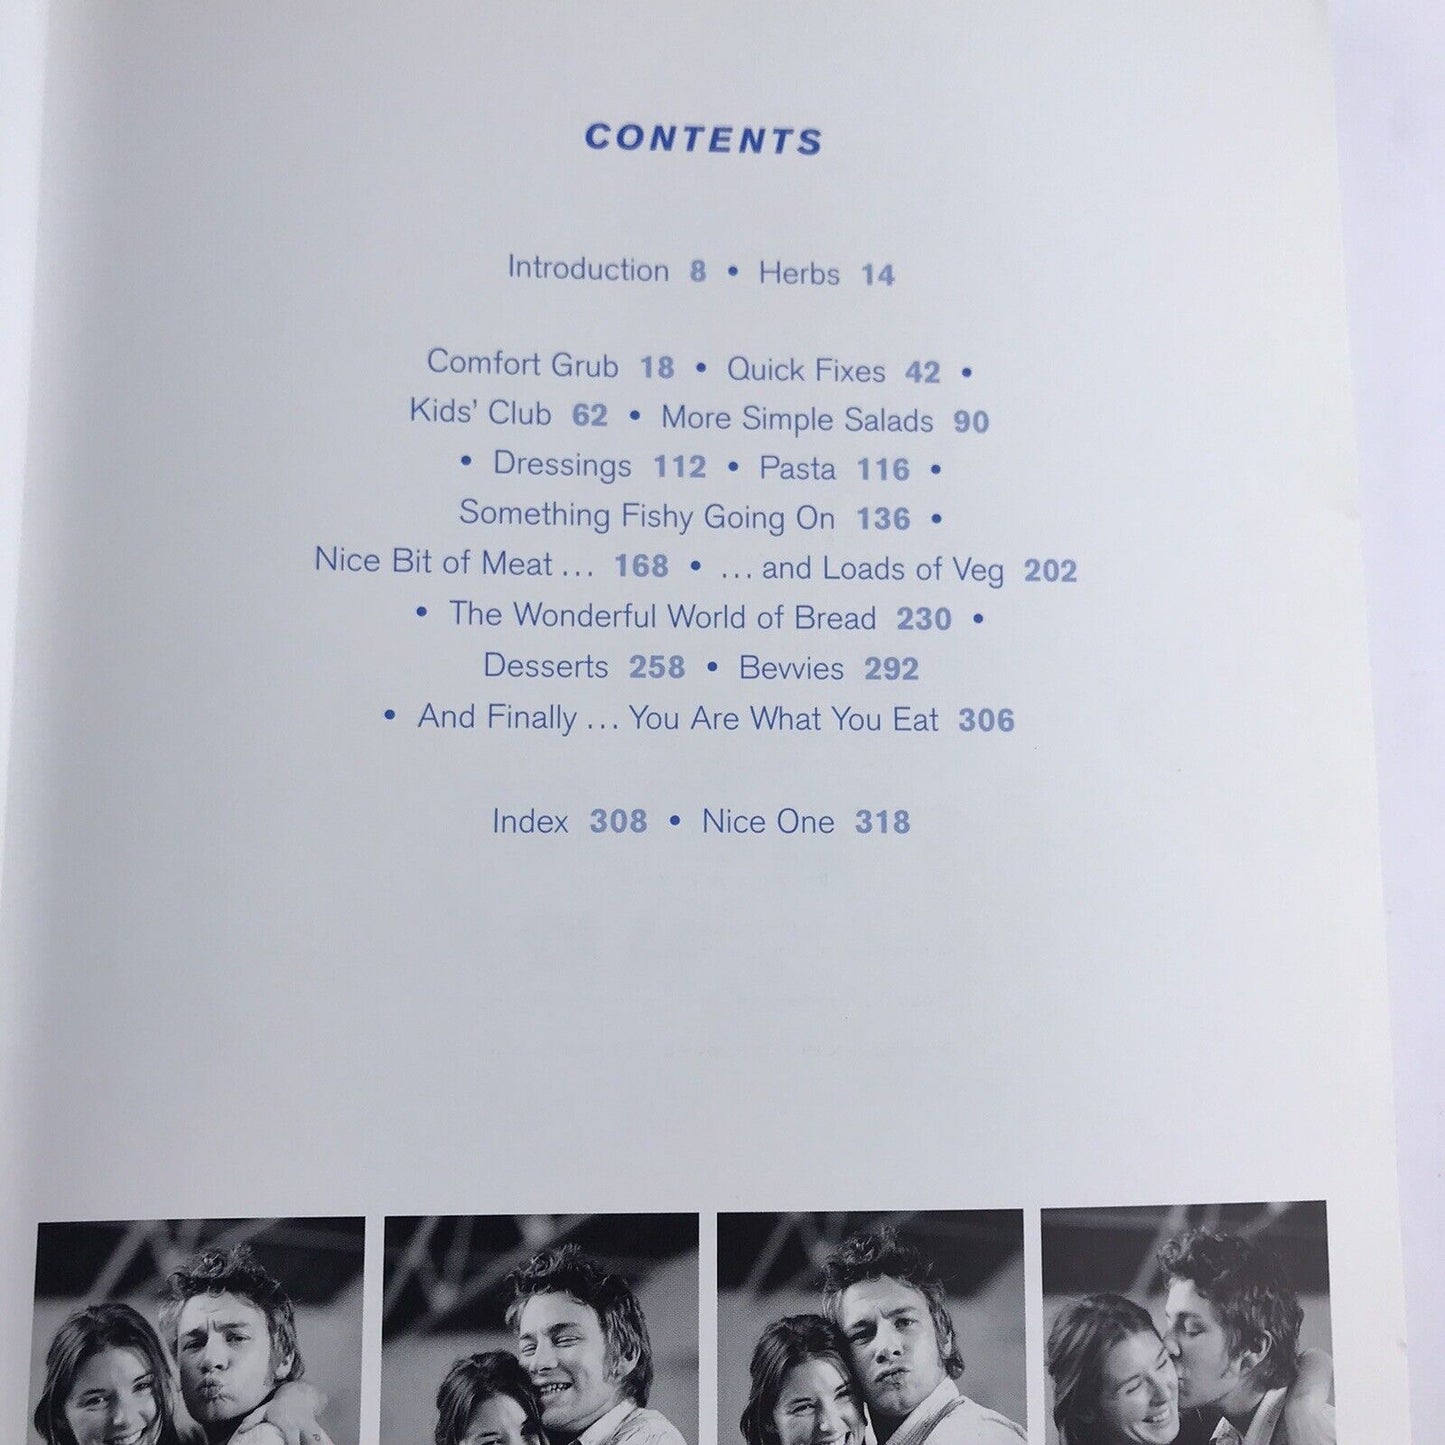 CONTENTS
Introduction 8 • Herbs 14
Comfort Grub 18 • Quick Fixes 42 •
Kids’ Club 62 • More Simple Salads 90
• Dressings 112 • Pasta 116 •
Something Fishy Going On 136 •
Nice Bit of Meat … 168 • … and Loads of Veg 202
• The Wonderful World of Bread 230 •
Desserts 258 • Bevvies 292
• And Finally … You Are What You Eat 306
Index 308 • Nice One 318